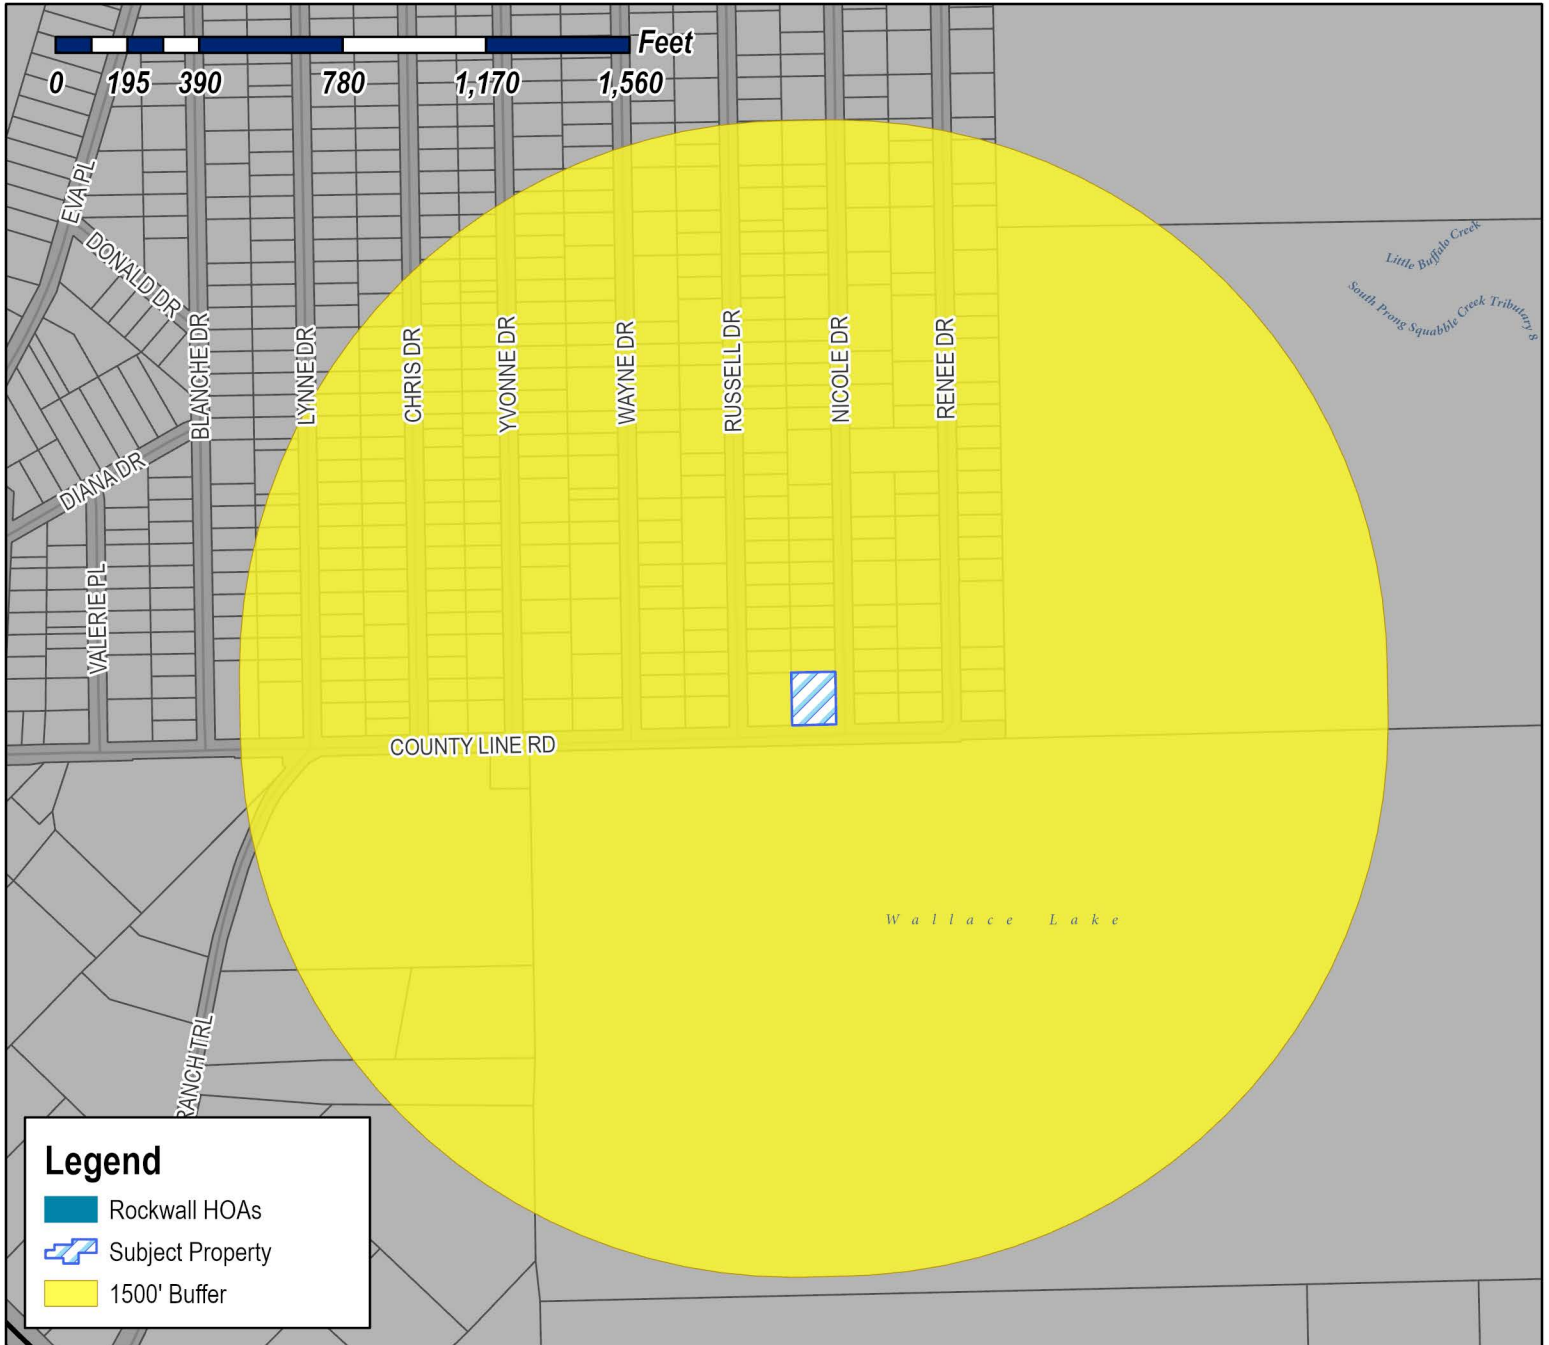 Feet
0 195 390 780 1,170 1,560
EVA PL
DONALD DR
BLANCHE DR
LYNNE DR
CHRIS DR
YVONNE DR
WAYNE DR
RUSSELL DR
NICOLE DR
RENEE DR
Little Buffalo Creek
South Prong Squabble Creek Tributary 8
DIANA DR
VALERIE PL
COUNTY LINE RD
Wallace Lake
RANCH TRL
Legend
Rockwall HOAs
Subject Property
1500' Buffer